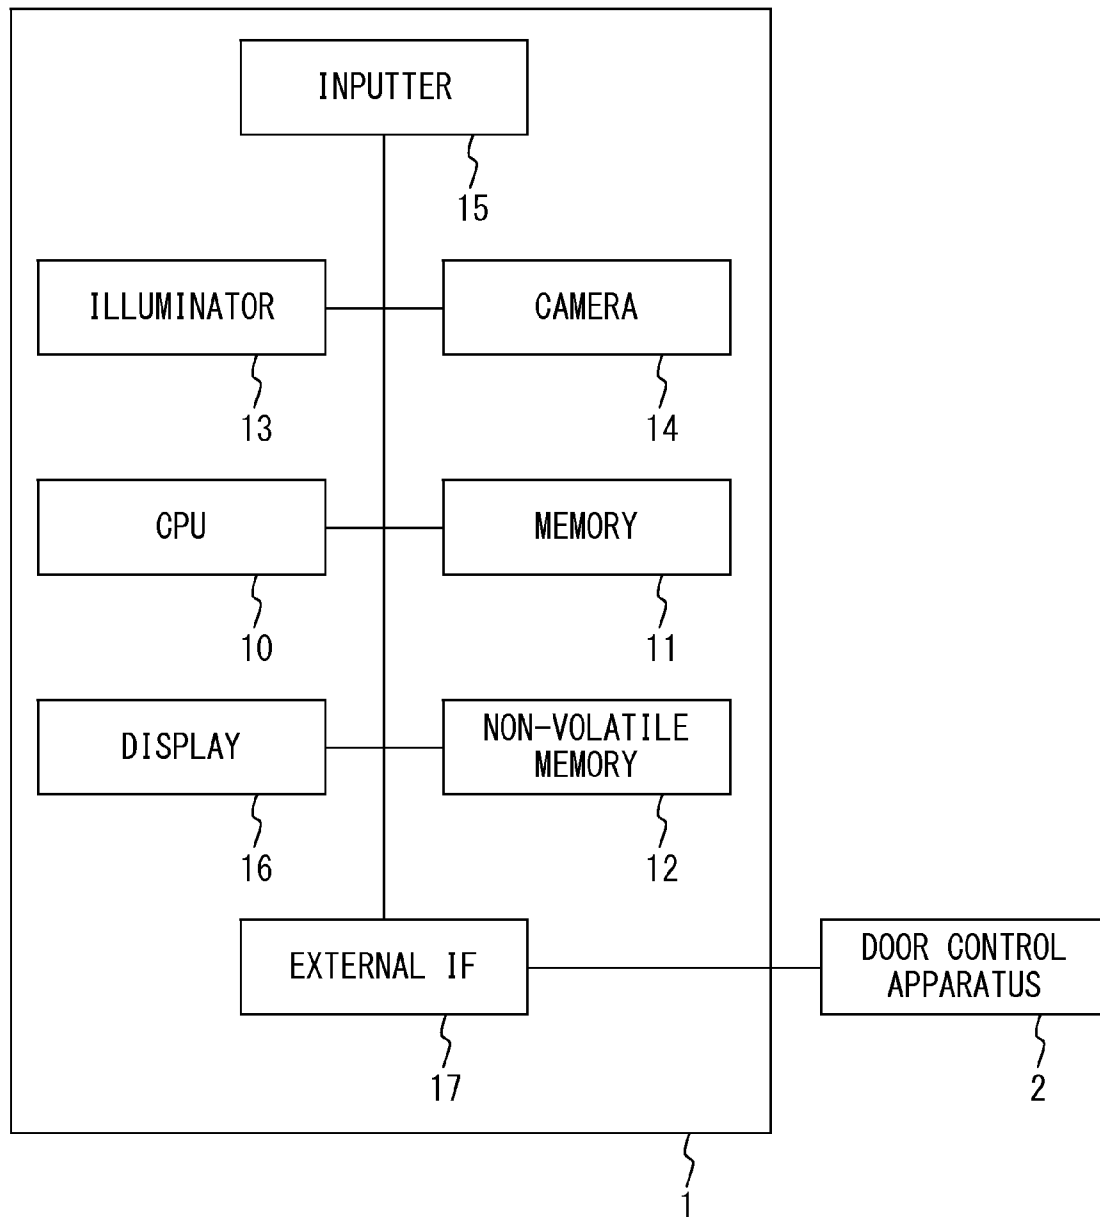 INPUTTER
15
ILLUMINATOR
CAMERA
13
14
CPU
MEMORY
10
11
DISPLAY
NON-VOLATILE
MEMORY
16
12
EXTERNAL IF
DOOR CONTROL
APPARATUS
17
2
1